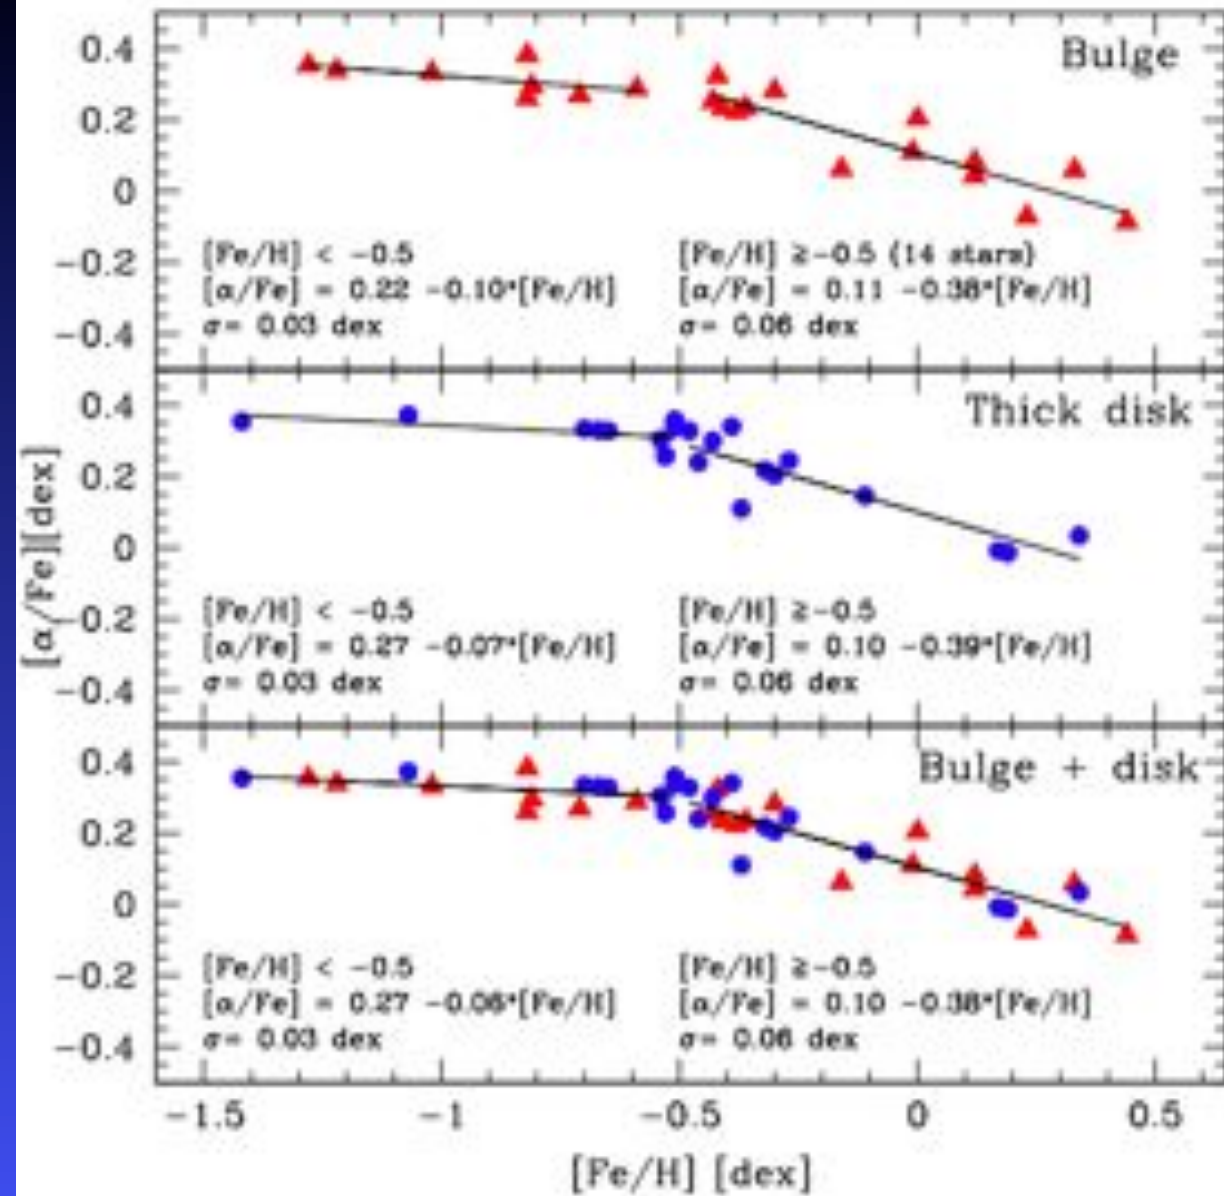 Bulge
0.4
0.2
0
−0.2
−0.4
[Fe/H] < −0.5
[α/Fe] = 0.22 −0.10*[Fe/H]
σ= 0.03 dex
[Fe/H] ≥−0.5 (14 stars)
[α/Fe] = 0.11 −0.38*[Fe/H]
σ= 0.06 dex
Thick disk
0.4
0.2
0
−0.2
−0.4
[α/Fe][dex]
[Fe/H] < −0.5
[α/Fe] = 0.27 −0.07*[Fe/H]
σ= 0.03 dex
[Fe/H] ≥−0.5
[α/Fe] = 0.10 −0.39*[Fe/H]
σ= 0.06 dex
Bulge + disk
0.4
0.2
0
−0.2
−0.4
[Fe/H] < −0.5
[α/Fe] = 0.27 *[Fe/H]
σ= 0.03 dex
[Fe/H] ≥−0.5
[α/Fe] = 0.10 −0.38*[Fe/H]
σ= 0.06 dex
−1.5 −1 −0.5 0 0.5
[Fe/H] [dex]